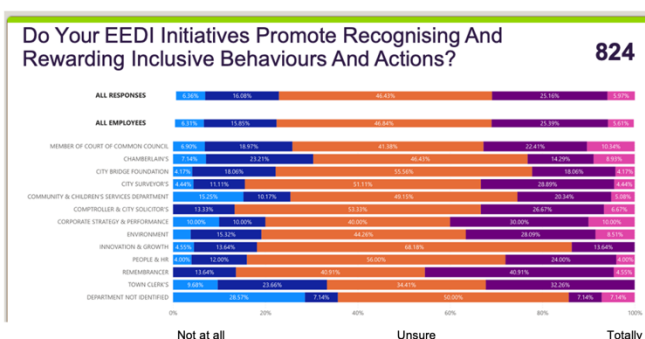 Do Your EEDI Initiatives Promote Recognising And
Rewarding Inclusive Behaviours And Actions?
824
ALL RESPONSES 6.36% 16.08% 46.43% 25.16% 5.97%
ALL EMPLOYEES 6.31% 15.85% 46.84% 25.39% 5.61%
MEMBER OF COURT OF COMMON COUNCIL 6.90% 18.97% 41.38% 22.41% 10.34%
CHAMBERLAIN'S 7.14% 23.21% 46.43% 14.29% 8.93%
CITY BRIDGE FOUNDATION 4.17% 18.06% 55.56% 18.06% 4.17%
CITY SURVEYOR'S 4.44% 11.11% 51.11% 28.89% 4.44%
COMMUNITY & CHILDREN'S SERVICES DEPARTMENT 15.25% 10.17% 49.15% 20.34% 5.08%
COMPTROLLER & CITY SOLICITOR'S 13.33% 53.33% 26.67% 6.67%
CORPORATE STRATEGY & PERFORMANCE 10.00% 10.00% 40.00% 30.00% 10.00%
ENVIRONMENT 15.32% 44.26% 28.09% 8.51%
INNOVATION & GROWTH 4.55% 13.64% 68.18% 13.64%
PEOPLE & HR 4.00% 12.00% 56.00% 24.00% 4.00%
REMEMBRANCER 13.64% 40.91% 40.91% 4.55%
TOWN CLERK'S 9.68% 23.66% 34.41% 32.26%
DEPARTMENT NOT IDENTIFIED 28.57% 7.14% 50.00% 7.14% 7.14%
0% 20% 40% 60% 80% 100%
Not at all Unsure Totally